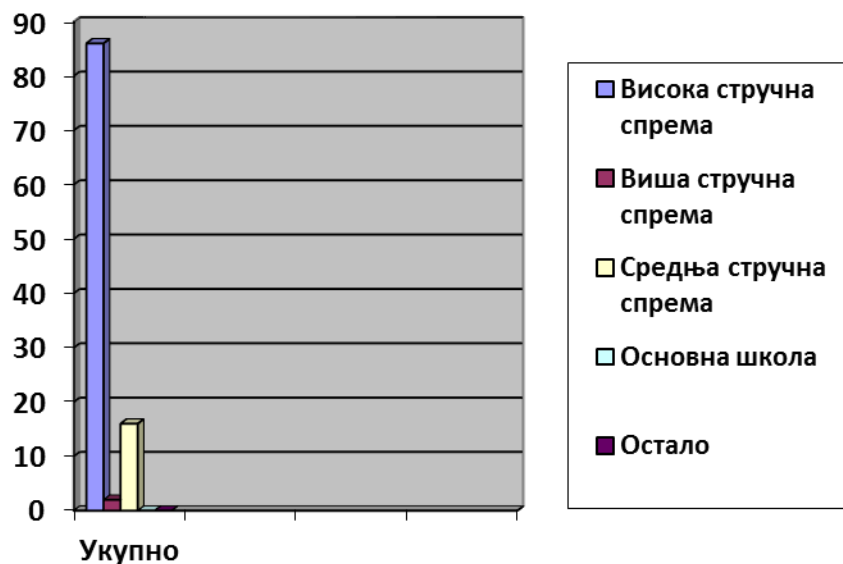 90
80
70
60
50
40
30
20
10
0
Укупно
Висока стручна
спрема
Виша стручна
спрема
Средња стручна
спрема
Основна школа
Остало